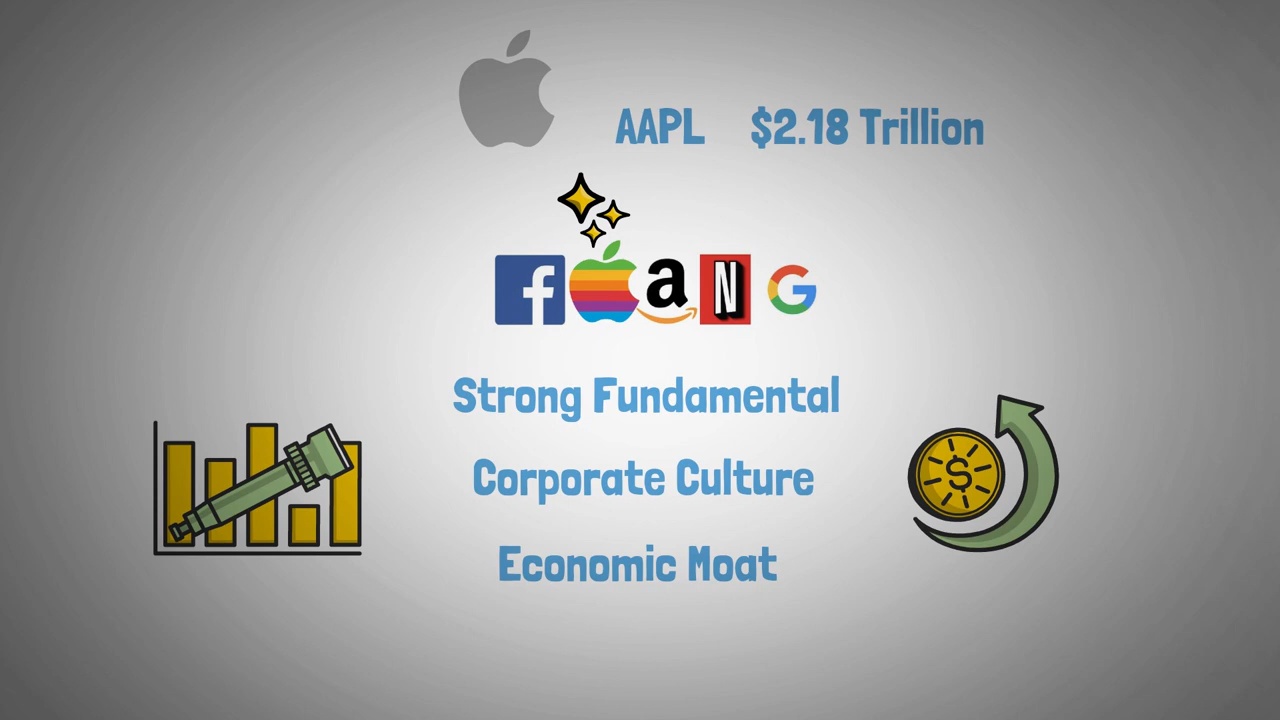 AAPL $2.18 Trillion
f a N G
Strong Fundamental
Corporate Culture
Economic Moat